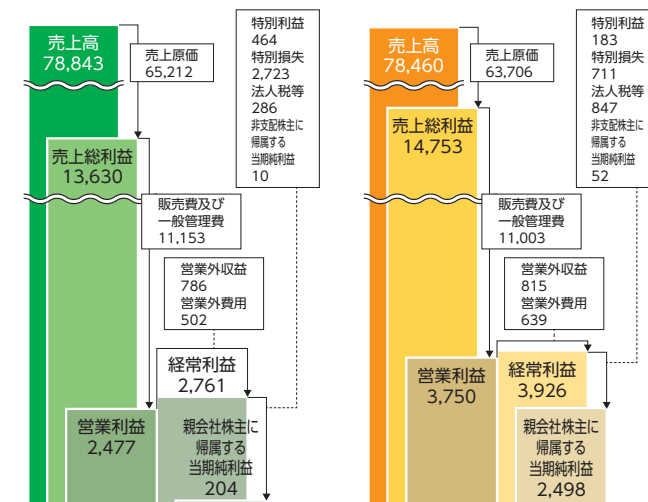 売上高
78,843
売上原価
65,212
特別利益
464
特別損失
2,723
法人税等
286
非支配株主に
帰属する
当期純利益
10
売上総利益
13,630
販売費及び
一般管理費
11,153
営業外収益
786
営業外費用
502
経常利益
2,761
営業利益
2,477
親会社株主に
帰属する
当期純利益
204
売上高
78,460
売上原価
63,706
特別利益
183
特別損失
711
法人税等
847
非支配株主に
帰属する
当期純利益
52
売上総利益
14,753
販売費及び
一般管理費
11,003
営業外収益
815
営業外費用
639
営業利益
3,750
経常利益
3,926
親会社株主に
帰属する
当期純利益
2,498